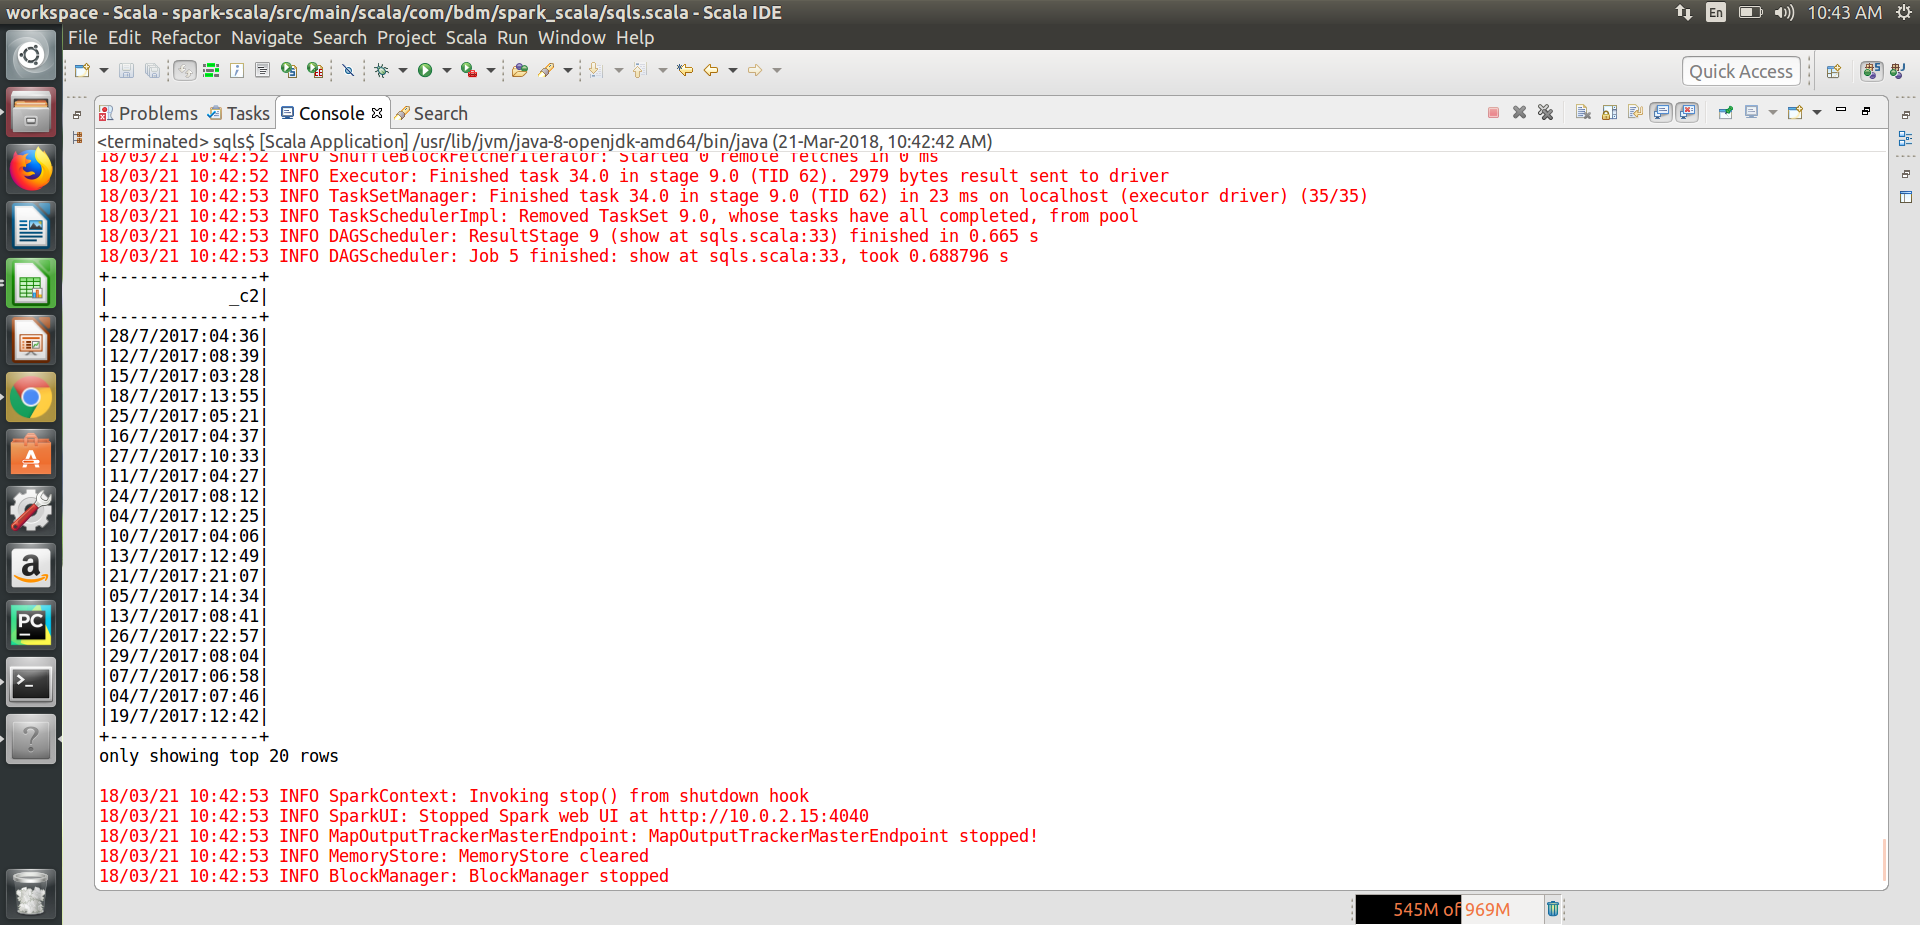 workspace - Scala - spark-scala/src/main/scala/com/bdm/spark_scala/sqls.scala - Scala IDE
En
10:43 AM
File Edit Refactor Navigate Search Project Scala Run Window Help
Quick Access
Problems Tasks Console Search
<terminated> sqls$ [Scala Application] /usr/lib/jvm/java-8-openjdk-amd64/bin/java (21-Mar-2018, 10:42:42 AM)
18/03/21 10:42:52 INFO ShuffleBlockFetcherIterator: Started 0 remote fetches in 0 ms
18/03/21 10:42:52 INFO Executor: Finished task 34.0 in stage 9.0 (TID 62). 2979 bytes result sent to driver
18/03/21 10:42:53 INFO TaskSetManager: Finished task 34.0 in stage 9.0 (TID 62) in 23 ms on localhost (executor driver) (35/35)
18/03/21 10:42:53 INFO TaskSchedulerImpl: Removed TaskSet 9.0, whose tasks have all completed, from pool
18/03/21 10:42:53 INFO DAGScheduler: ResultStage 9 (show at sqls.scala:33) finished in 0.665 s
18/03/21 10:42:53 INFO DAGScheduler: Job 5 finished: show at sqls.scala:33, took 0.688796 s
+---------------+
|            _c2|
+---------------+
|28/7/2017:04:36|
|12/7/2017:08:39|
|15/7/2017:03:28|
|18/7/2017:13:55|
|25/7/2017:05:21|
|16/7/2017:04:37|
|27/7/2017:10:33|
|11/7/2017:04:27|
|24/7/2017:08:12|
|04/7/2017:12:25|
|10/7/2017:04:06|
|13/7/2017:12:49|
|21/7/2017:21:07|
|05/7/2017:14:34|
|13/7/2017:08:41|
|26/7/2017:22:57|
|29/7/2017:08:04|
|07/7/2017:06:58|
|04/7/2017:07:46|
|19/7/2017:12:42|
+---------------+
only showing top 20 rows
18/03/21 10:42:53 INFO SparkContext: Invoking stop() from shutdown hook
18/03/21 10:42:53 INFO SparkUI: Stopped Spark web UI at http://10.0.2.15:4040
18/03/21 10:42:53 INFO MapOutputTrackerMasterEndpoint: MapOutputTrackerMasterEndpoint stopped!
18/03/21 10:42:53 INFO MemoryStore: MemoryStore cleared
18/03/21 10:42:53 INFO BlockManager: BlockManager stopped
a
PC
>_
?
545M of 969M